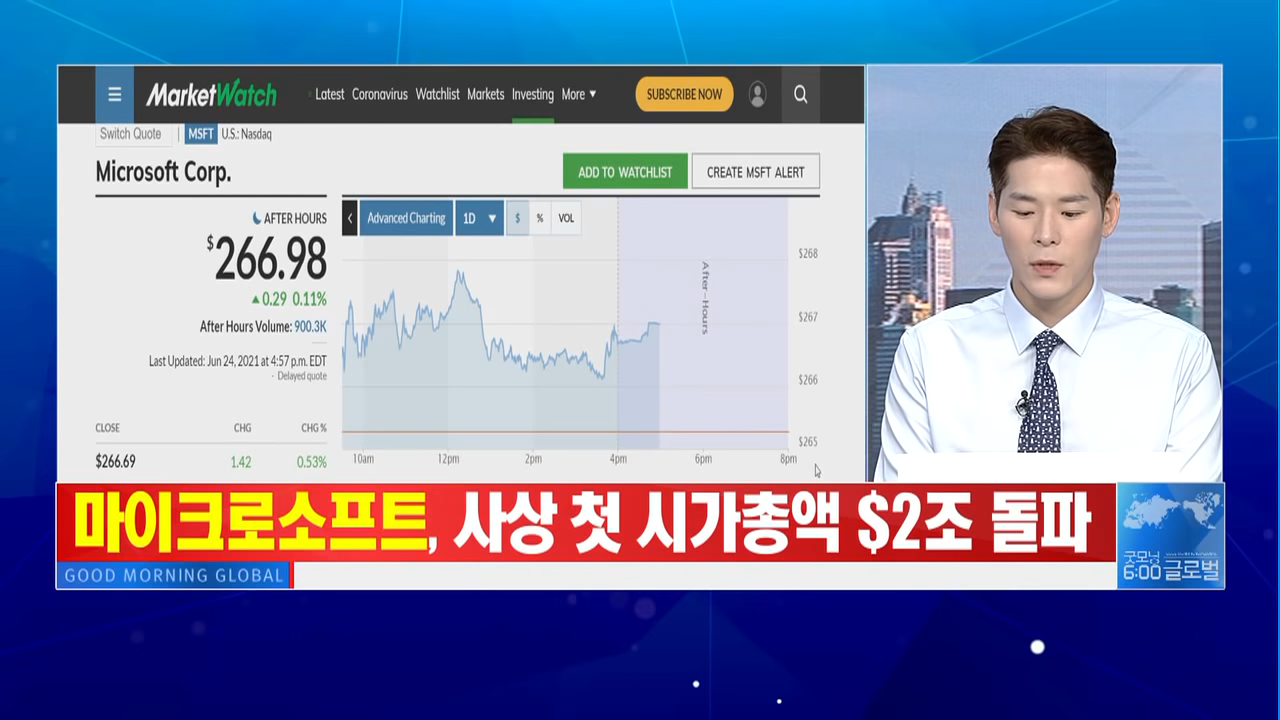 MarketWatch
Latest Coronavirus Watchlist Markets Investing More ▼
SUBSCRIBE NOW
Switch Quote | MSFT U.S.: Nasdaq
Microsoft Corp.
ADD TO WATCHLIST
CREATE MSFT ALERT
AFTER HOURS
$266.98
▲0.29 0.11%
After Hours Volume: 900.3K
Last Updated: Jun 24, 2021 at 4:57 p.m. EDT
· Delayed quote
CLOSE CHG CHG %
$266.69 1.42 0.53%
Advanced Charting 1D ▼ $ % VOL
After-Hours
$268
$267
$266
$265
10am 12pm 2pm 4pm 6pm 8pm
마이크로소프트, 사상 첫 시가총액 $2조 돌파
GOOD MORNING GLOBAL
굿모닝
6:00 글로벌